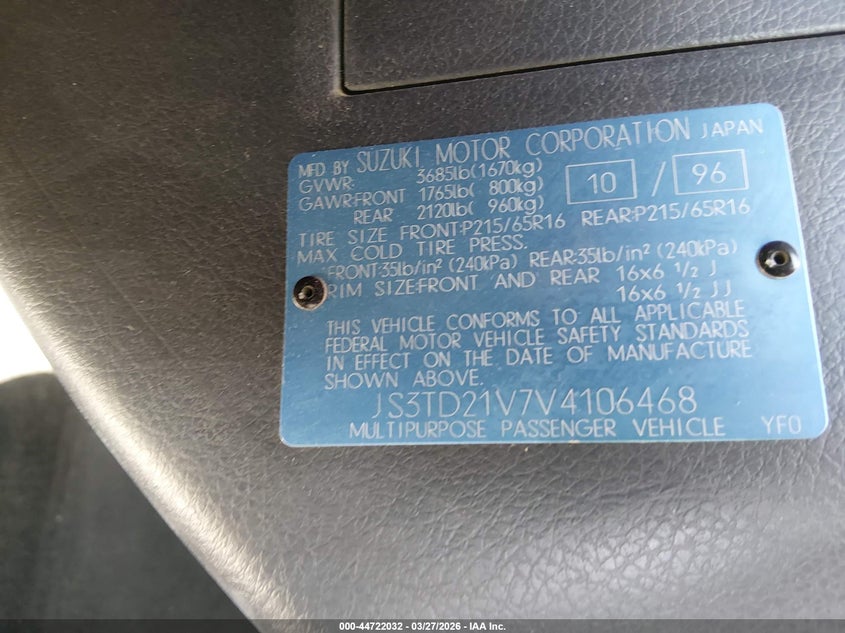 MFD BY SUZUKI MOTOR CORPORATION JAPAN
GVWR: 3685lb(1670kg)
GAWR:FRONT 1765lb( 800kg) 10 / 96
REAR 2120lb( 960kg)
TIRE SIZE FRONT:P215/65R16 REAR:P215/65R16
MAX COLD TIRE PRESS.
FRONT:35lb/in² (240kPa) REAR:35lb/in² (240kPa)
RIM SIZE:FRONT AND REAR 16x6 1/2 J
16x6 1/2 JJ
THIS VEHICLE CONFORMS TO ALL APPLICABLE
FEDERAL MOTOR VEHICLE SAFETY STANDARDS
IN EFFECT ON THE DATE OF MANUFACTURE
SHOWN ABOVE.
JS3TD21V7V4106468
MULTIPURPOSE PASSENGER VEHICLE YF0
000-44722032 - 03/27/2026 - IAA Inc.